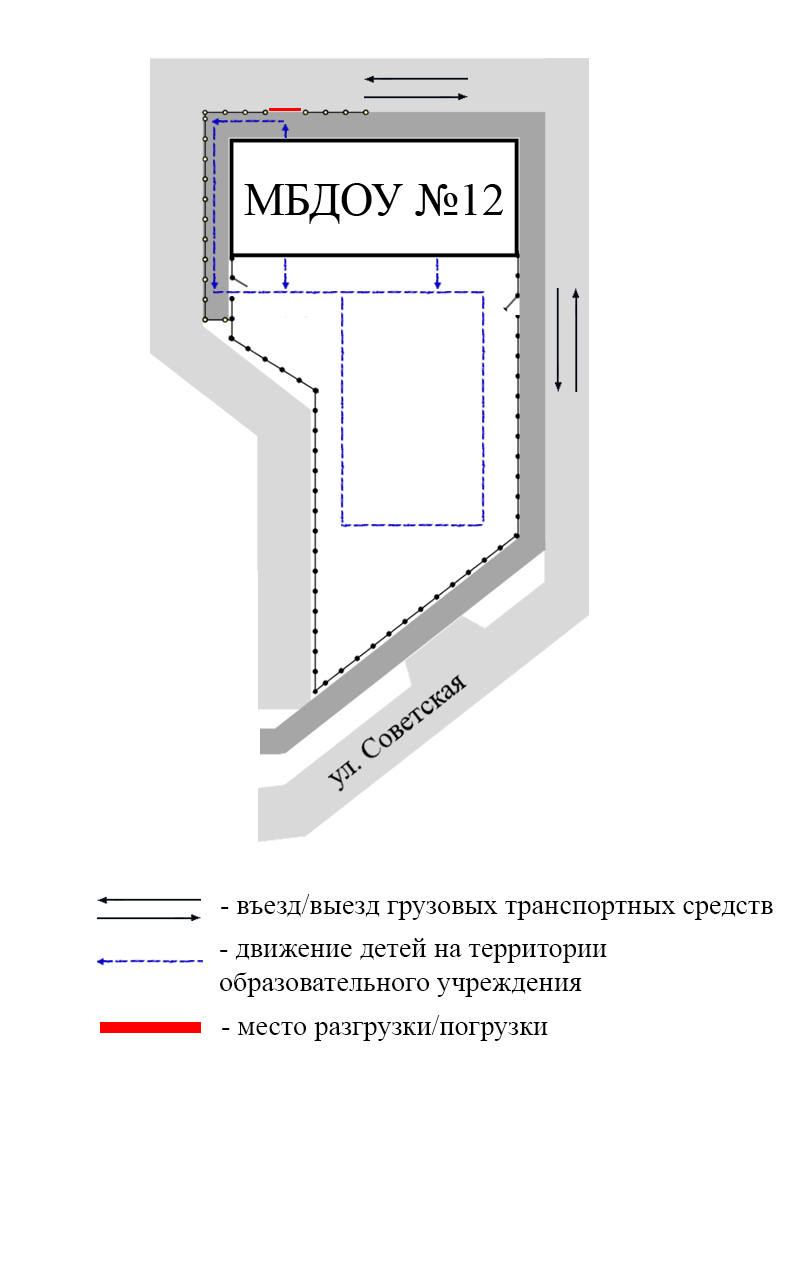 МБДОУ №12
ул. Советская
- въезд/выезд грузовых транспортных средств
- движение детей на территории
образовательного учреждения
- место разгрузки/погрузки